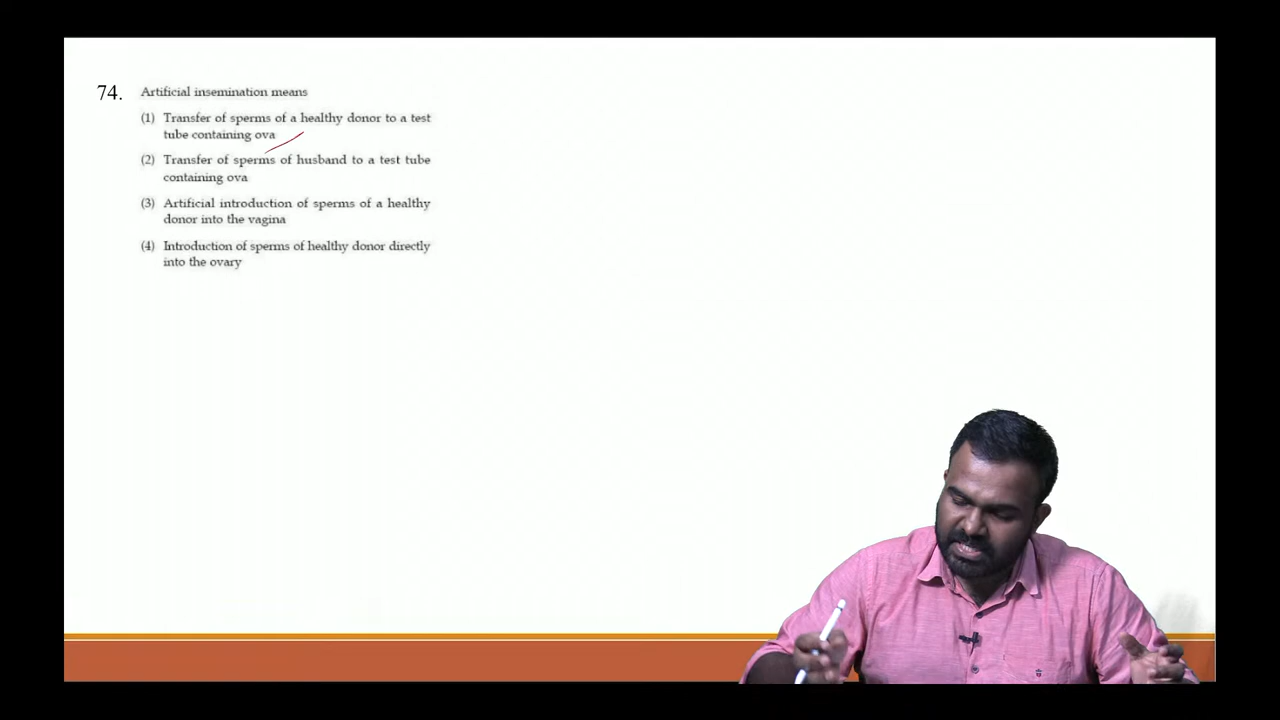 74. Artificial insemination means
(1) Transfer of sperms of a healthy donor to a test
tube containing ova
(2) Transfer of sperms of husband to a test tube
containing ova
(3) Artificial introduction of sperms of a healthy
donor into the vagina
(4) Introduction of sperms of healthy donor directly
into the ovary